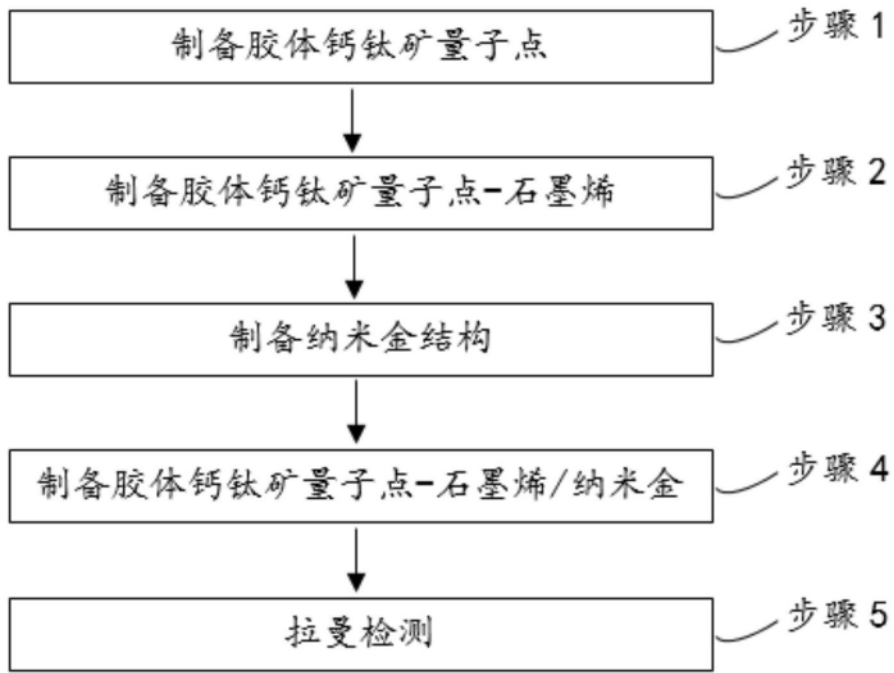 制备胶体钙钛矿量子点
步骤 1
制备胶体钙钛矿量子点-石墨烯
步骤 2
制备纳米金结构
步骤 3
制备胶体钙钛矿量子点-石墨烯/纳米金
步骤 4
拉曼检测
步骤 5